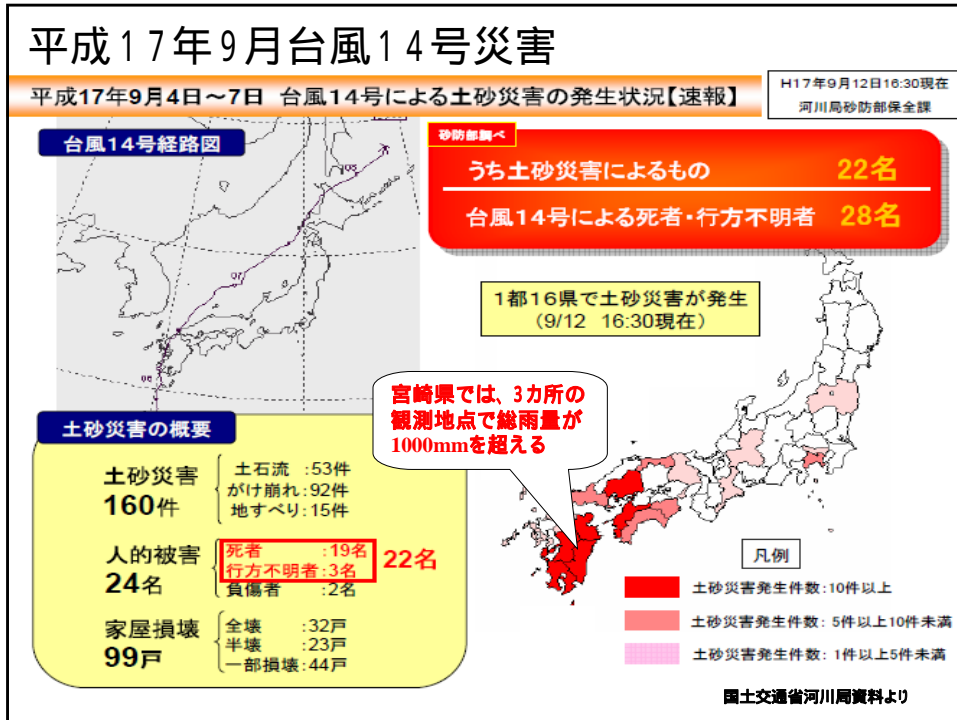 平成17年9月台風14号災害
平成17年9月4日～7日 台風14号による土砂災害の発生状況【速報】
H17年9月12日16:30現在
河川局砂防部保全課
台風14号経路図
砂防部調べ
うち土砂災害によるもの 22名
台風14号による死者・行方不明者 28名
08
07
06
1都16県で土砂災害が発生
（9/12 16:30現在）
宮崎県では、3カ所の
観測地点で総雨量が
1000mmを超える
土砂災害の概要
土砂災害
160件
土石流 :53件
がけ崩れ:92件
地すべり:15件
人的被害
24名
死者 :19名
行方不明者:3名
負傷者 :2名
22名
家屋損壊
99戸
全壊 :32戸
半壊 :23戸
一部損壊:44戸
凡例
土砂災害発生件数:10件以上
土砂災害発生件数: 5件以上10件未満
土砂災害発生件数: 1件以上5件未満
国土交通省河川局資料より